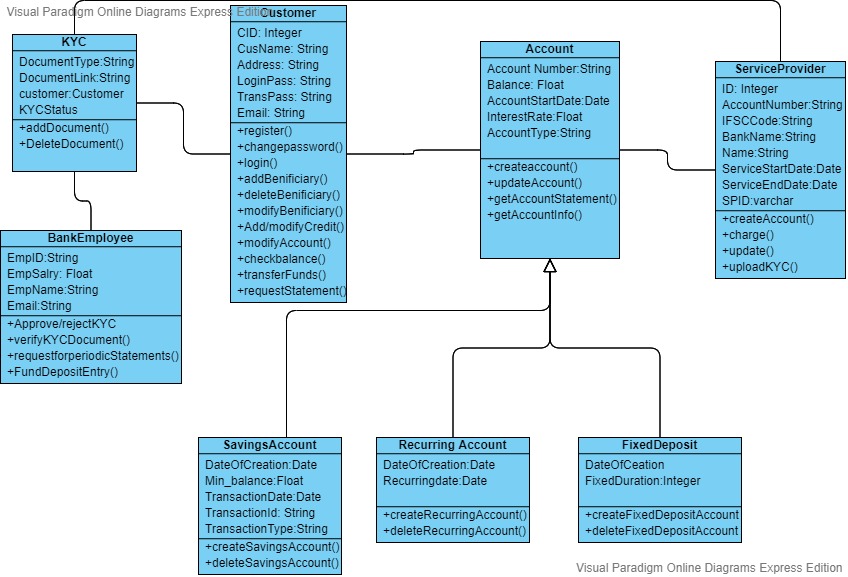 Visual Paradigm Online Diagrams Express Edition
Customer
CID: Integer
CusName: String
Address: String
LoginPass: String
TransPass: String
Email: String
+register()
+changepassword()
+login()
+addBenificiary()
+deleteBenificiary()
+modifyBenificiary()
+Add/modifyCredit()
+modifyAccount()
+checkbalance()
+transferFunds()
+requestStatement()
KYC
DocumentType:String
DocumentLink:String
customer:Customer
KYCStatus
+addDocument()
+DeleteDocument()
Account
Account Number:String
Balance: Float
AccountStartDate:Date
InterestRate:Float
AccountType:String
+createaccount()
+updateAccount()
+getAccountStatement()
+getAccountInfo()
ServiceProvider
ID: Integer
AccountNumber:String
IFSCCode:String
BankName:String
Name:String
ServiceStartDate:Date
ServiceEndDate:Date
SPID:varchar
+createAccount()
+charge()
+update()
+uploadKYC()
BankEmployee
EmpID:String
EmpSalry: Float
EmpName:String
Email:String
+Approve/rejectKYC
+verifyKYCDocument()
+requestforperiodicStatements()
+FundDepositEntry()
SavingsAccount
DateOfCreation:Date
Min_balance:Float
TransactionDate:Date
TransactionId: String
TransactionType:String
+createSavingsAccount()
+deleteSavingsAccount()
Recurring Account
DateOfCreation:Date
Recurringdate:Date
+createRecurringAccount()
+deleteRecurringAccount()
FixedDeposit
DateOfCeation
FixedDuration:Integer
+createFixedDepositAccount
+deleteFixedDepositAccount
Visual Paradigm Online Diagrams Express Edition